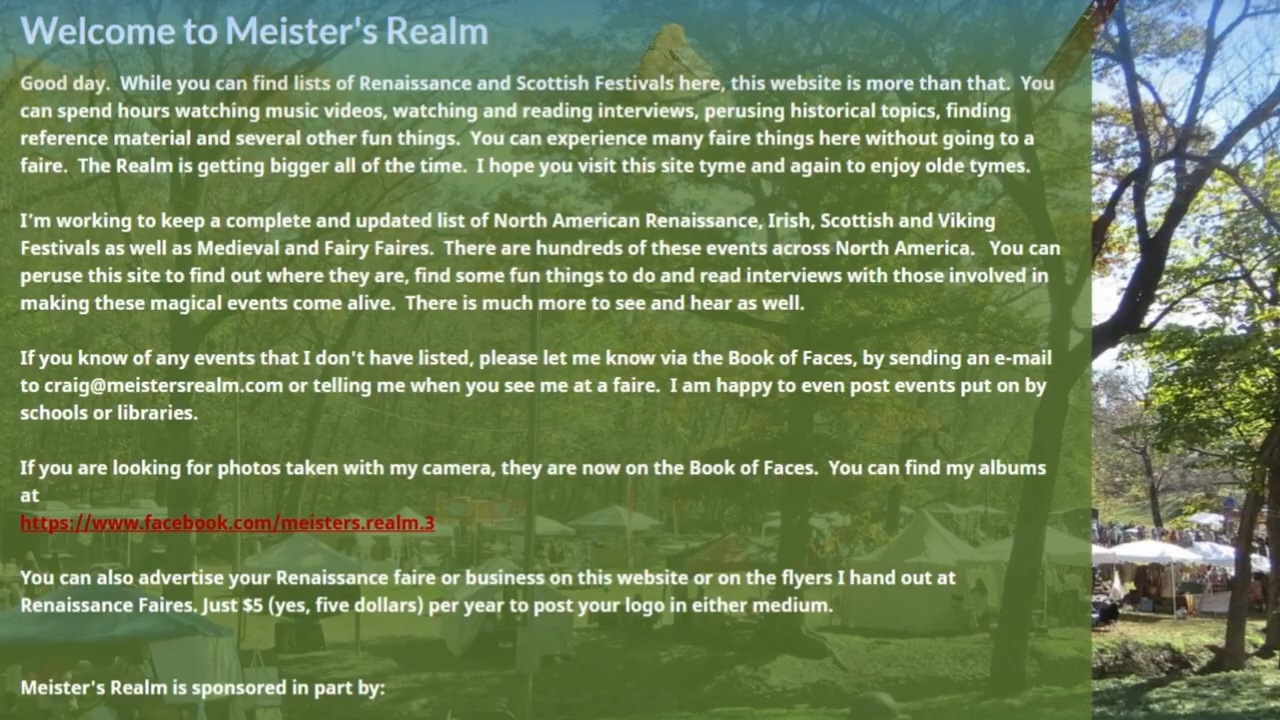 Welcome to Meister's Realm
Good day.  While you can find lists of Renaissance and Scottish Festivals here, this website is more than that.  You
can spend hours watching music videos, watching and reading interviews, perusing historical topics, finding
reference material and several other fun things.  You can experience many faire things here without going to a
faire.  The Realm is getting bigger all of the time.  I hope you visit this site tyme and again to enjoy olde tymes.
I'm working to keep a complete and updated list of North American Renaissance, Irish, Scottish and Viking
Festivals as well as Medieval and Fairy Faires.  There are hundreds of these events across North America.   You can
peruse this site to find out where they are, find some fun things to do and read interviews with those involved in
making these magical events come alive.  There is much more to see and hear as well.
If you know of any events that I don't have listed, please let me know via the Book of Faces, by sending an e-mail
to craig@meistersrealm.com or telling me when you see me at a faire.  I am happy to even post events put on by
schools or libraries.
If you are looking for photos taken with my camera, they are now on the Book of Faces.  You can find my albums
at
https://www.facebook.com/meisters.realm.3
You can also advertise your Renaissance faire or business on this website or on the flyers I hand out at
Renaissance Faires. Just $5 (yes, five dollars) per year to post your logo in either medium.
Meister's Realm is sponsored in part by: